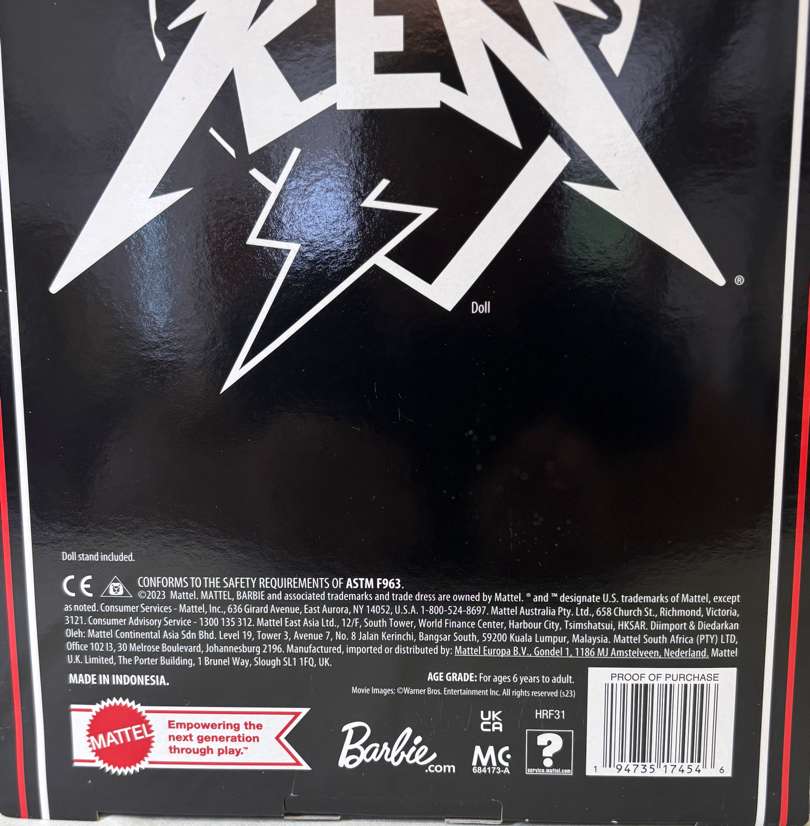 KEN
®
Doll
Doll stand included.
CE CONFORMS TO THE SAFETY REQUIREMENTS OF ASTM F963.
©2023 Mattel. MATTEL, BARBIE and associated trademarks and trade dress are owned by Mattel. ® and ™ designate U.S. trademarks of Mattel, except
as noted. Consumer Services - Mattel, Inc., 636 Girard Avenue, East Aurora, NY 14052, U.S.A. 1-800-524-8697. Mattel Australia Pty. Ltd., 658 Church St., Richmond, Victoria,
3121. Consumer Advisory Service - 1300 135 312. Mattel East Asia Ltd., 12/F, South Tower, World Finance Center, Harbour City, Tsimshatsui, HKSAR. Diimport & Diedarkan
Oleh: Mattel Continental Asia Sdn Bhd. Level 19, Tower 3, Avenue 7, No. 8 Jalan Kerinchi, Bangsar South, 59200 Kuala Lumpur, Malaysia. Mattel South Africa (PTY) LTD,
Office 102 I3, 30 Melrose Boulevard, Johannesburg 2196. Manufactured, imported or distributed by: Mattel Europa B.V., Gondel 1, 1186 MJ Amstelveen, Nederland. Mattel
U.K. Limited, The Porter Building, 1 Brunel Way, Slough SL1 1FQ, UK.
MADE IN INDONESIA.
AGE GRADE: For ages 6 years to adult.
Movie Images: ©Warner Bros. Entertainment Inc. All rights reserved (s23)
PROOF OF PURCHASE
1 94735 17454 6
MATTEL
Empowering the
next generation
through play.™
Barbie.com
UK
CA
HRF31
MC
684173-A
?
service.mattel.com